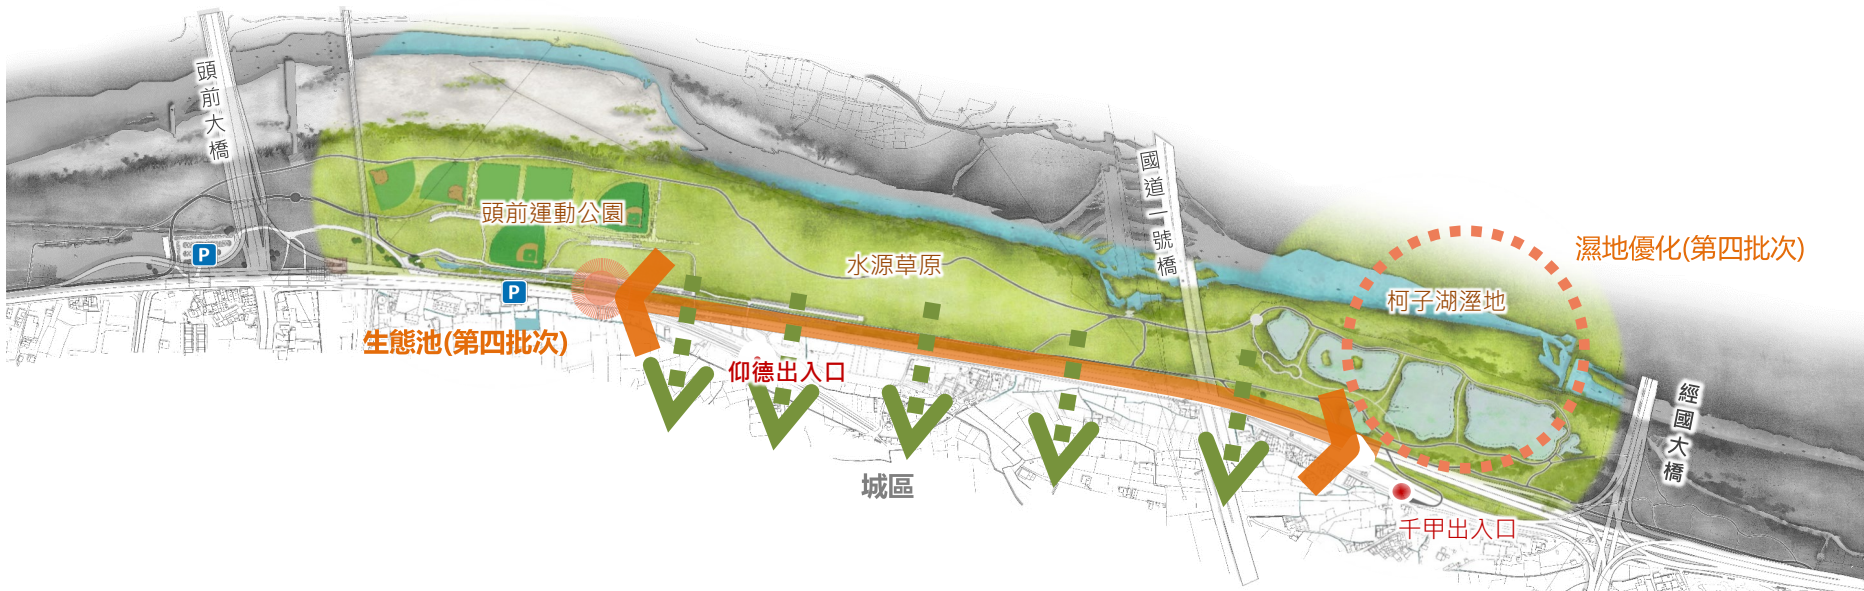 頭前大橋
國道一號橋
頭前運動公園
濕地優化(第四批次)
P
水源草原
P
柯子湖溼地
生態池(第四批次)
仰德出入口
經國大橋
城區
千甲出入口